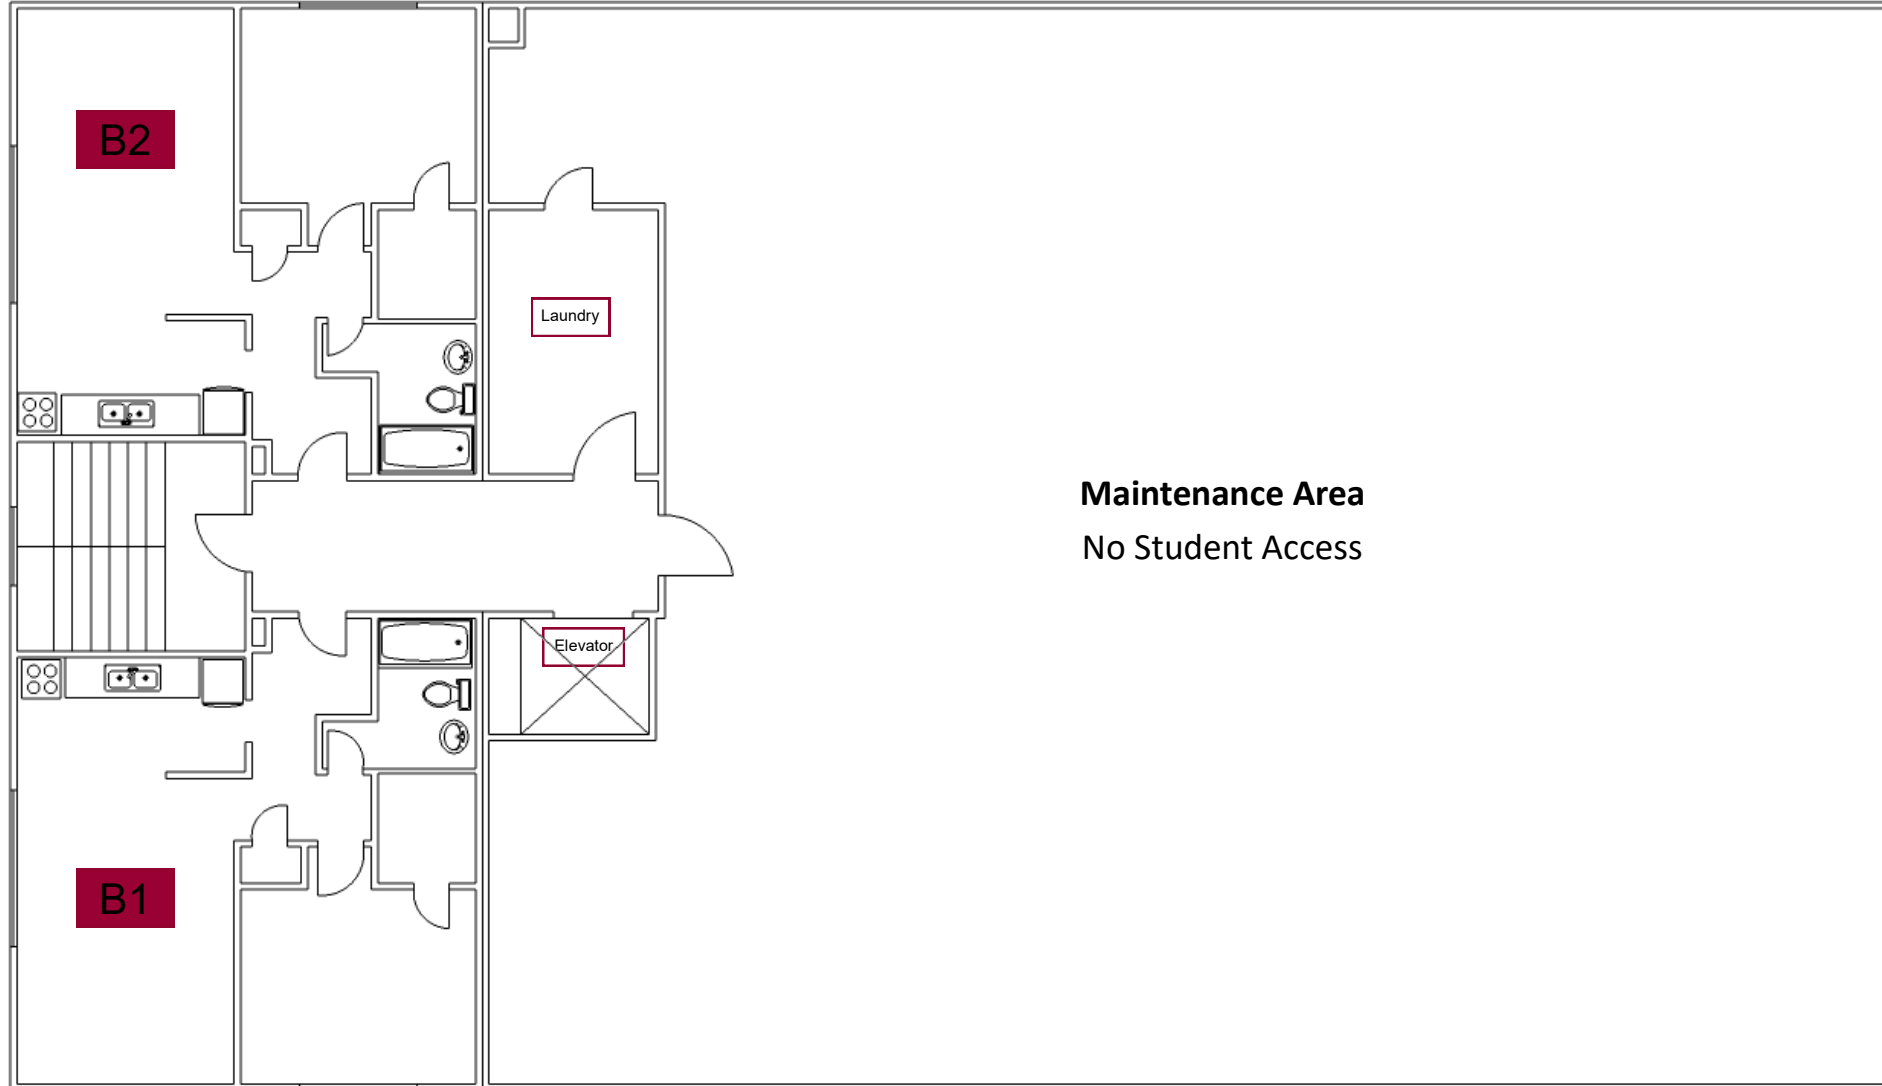 B2
Laundry
Maintenance Area
No Student Access
Elevator
B1